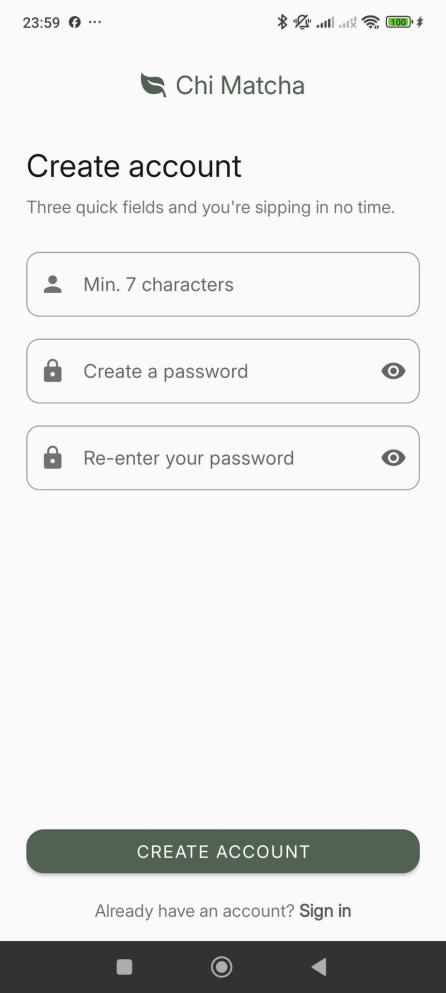 23:59
100
Chi Matcha
Create account
Three quick fields and you're sipping in no time.
Min. 7 characters
Create a password
Re-enter your password
CREATE ACCOUNT
Already have an account? Sign in